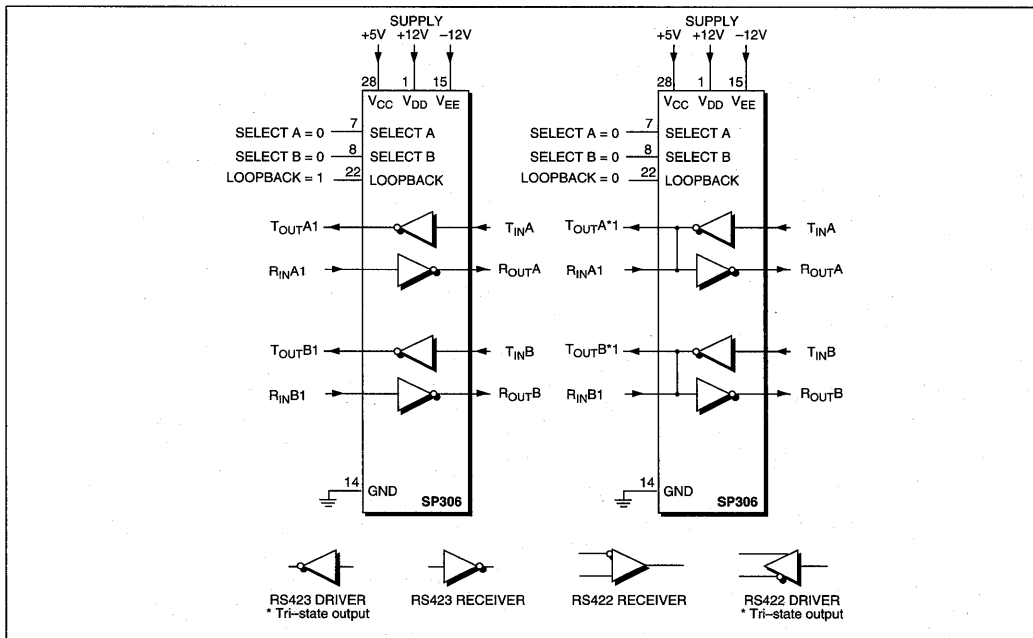 SUPPLY
+5V +12V –12V
28 1 15
VCC VDD VEE
SELECT A = 0 7 SELECT A
SELECT B = 0 8 SELECT B
LOOPBACK = 1 22 LOOPBACK
TOUTA1 TINA
RINA1 ROUTA
TOUTB1 TINB
RINB1 ROUTB
14 GND
SP306
SUPPLY
+5V +12V –12V
28 1 15
VCC VDD VEE
SELECT A = 0 7 SELECT A
SELECT B = 0 8 SELECT B
LOOPBACK = 0 22 LOOPBACK
TOUTA*1 TINA
RINA1 ROUTA
TOUTB*1 TINB
RINB1 ROUTB
14 GND
SP306
RS423 DRIVER
* Tri–state output
RS423 RECEIVER
RS422 RECEIVER
RS422 DRIVER
* Tri–state output